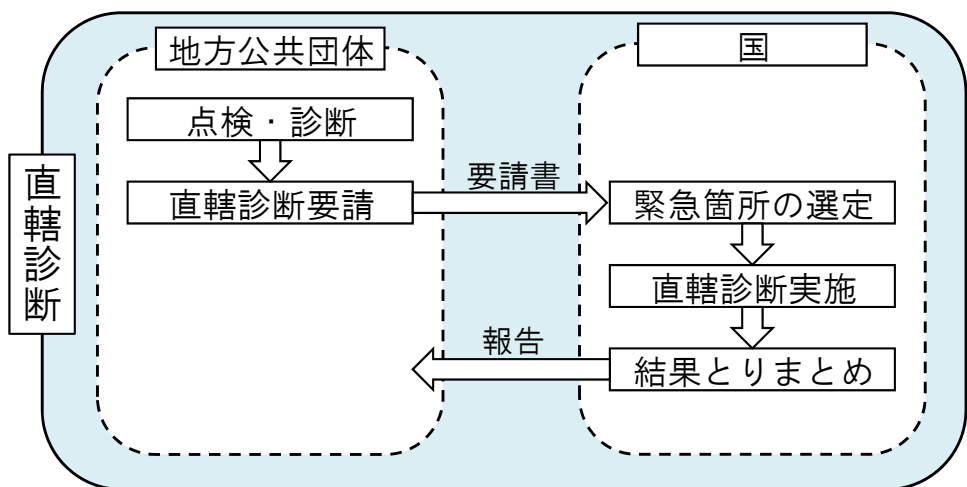 地方公共団体
国
点検・診断
直轄診断
要請書
直轄診断要請
緊急箇所の選定
直轄診断実施
報告
結果とりまとめ